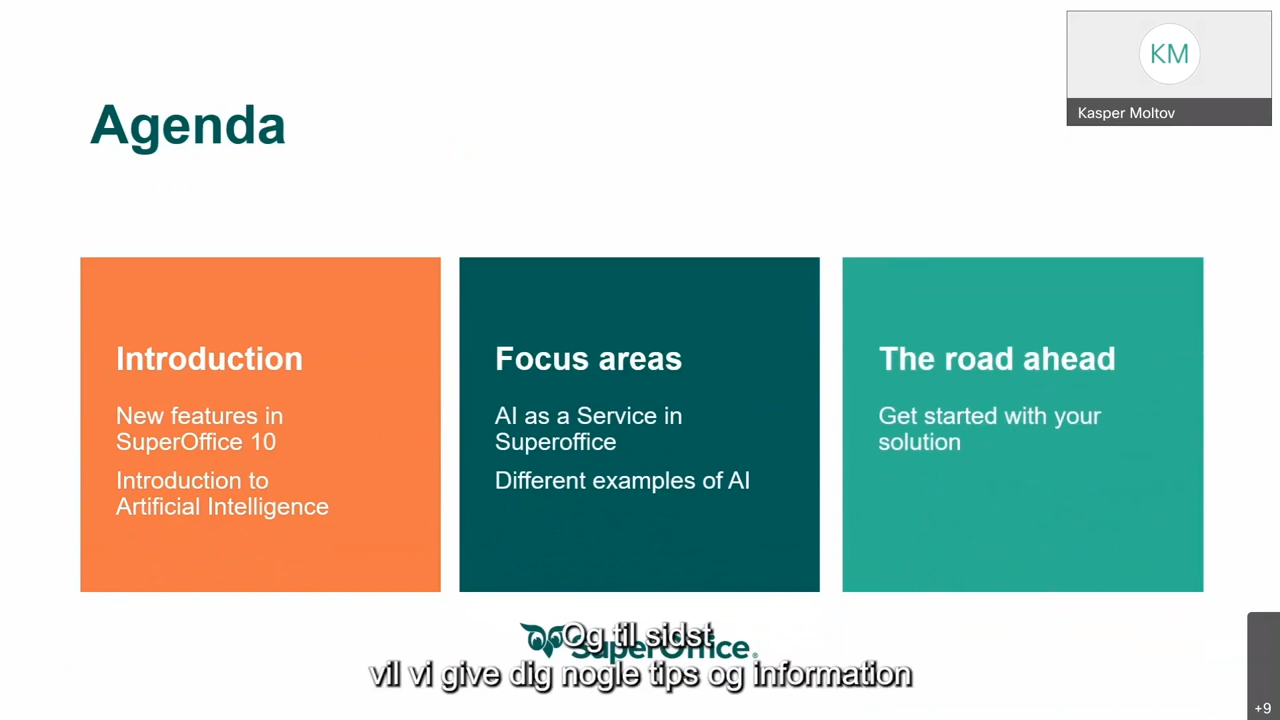 KM
Kasper Moltov
Agenda
Introduction
New features in
SuperOffice 10
Introduction to
Artificial Intelligence
Focus areas
AI as a Service in
Superoffice
Different examples of AI
The road ahead
Get started with your
solution
SuperOffice®
Og til sidst
vil vi give dig nogle tips og information
+9